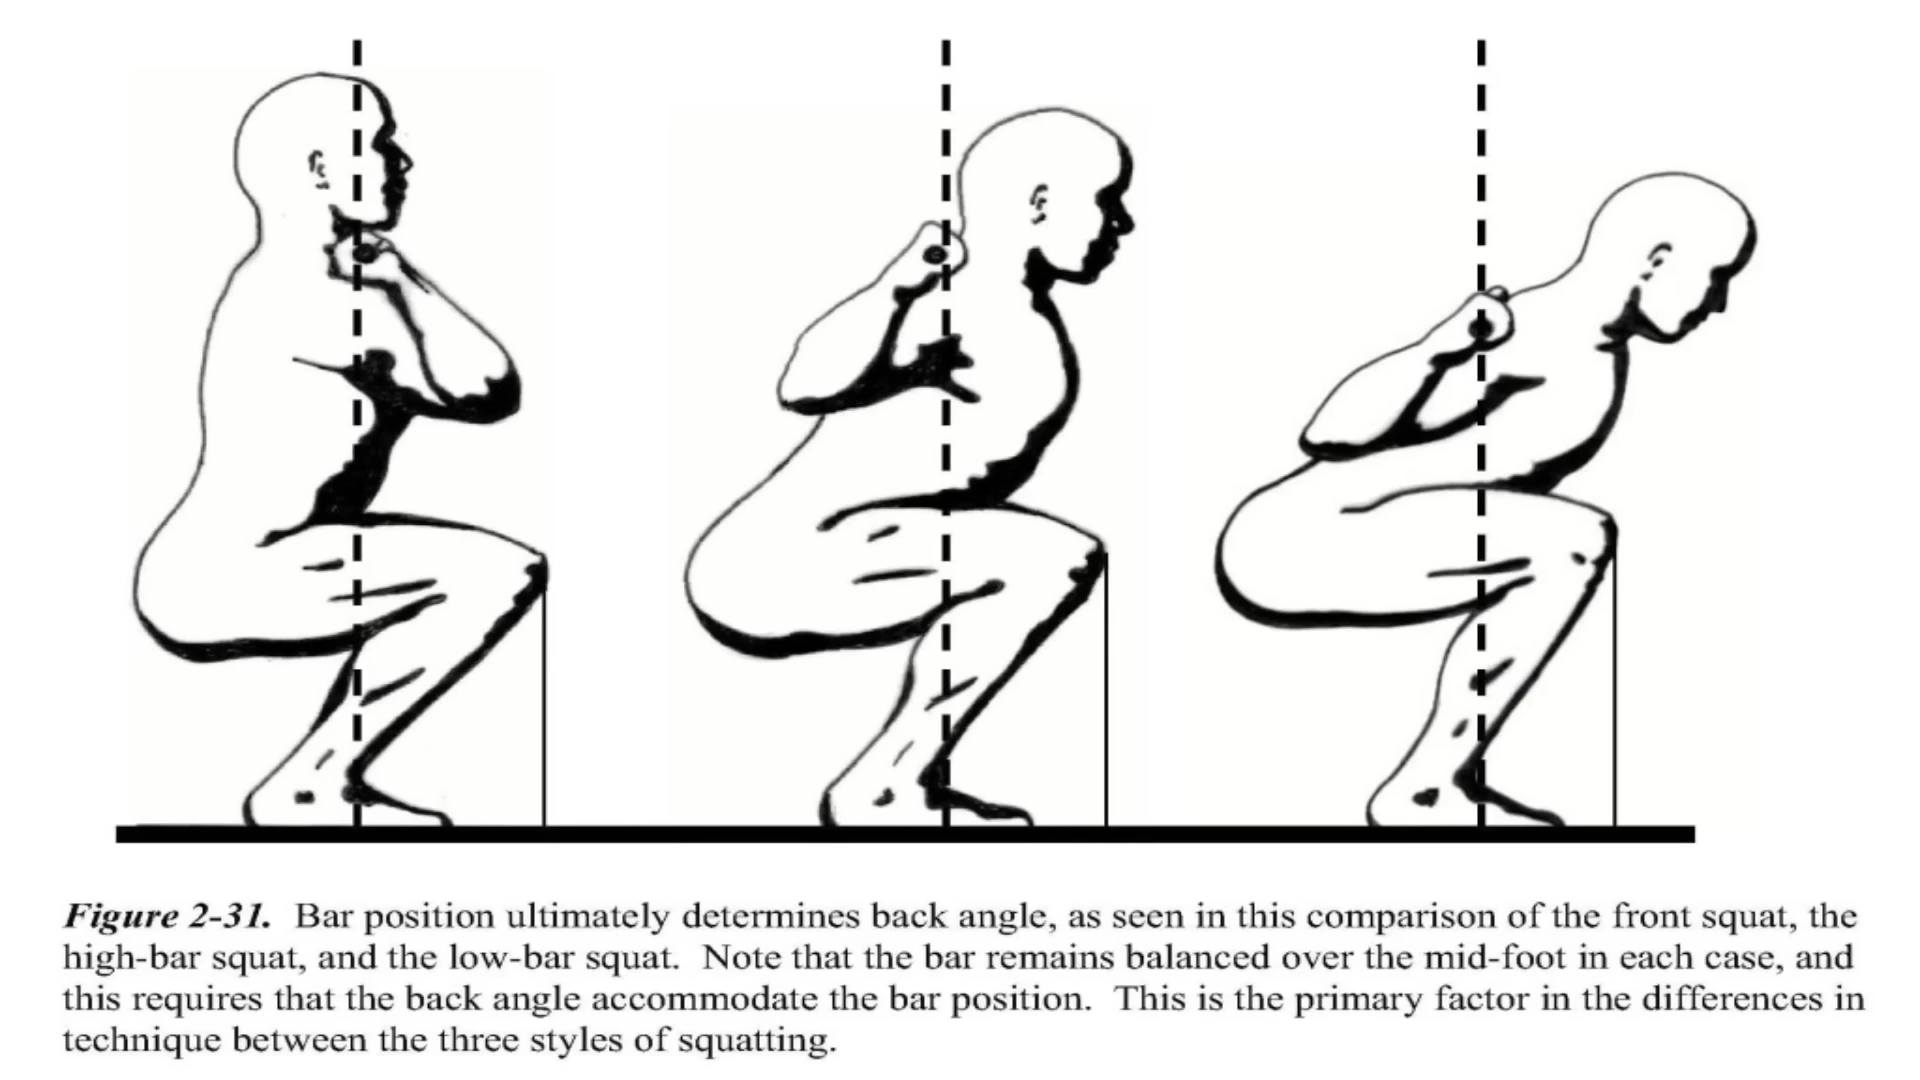 Figure 2-31. Bar position ultimately determines back angle, as seen in this comparison of the front squat, the
high-bar squat, and the low-bar squat. Note that the bar remains balanced over the mid-foot in each case, and
this requires that the back angle accommodate the bar position. This is the primary factor in the differences in
technique between the three styles of squatting.